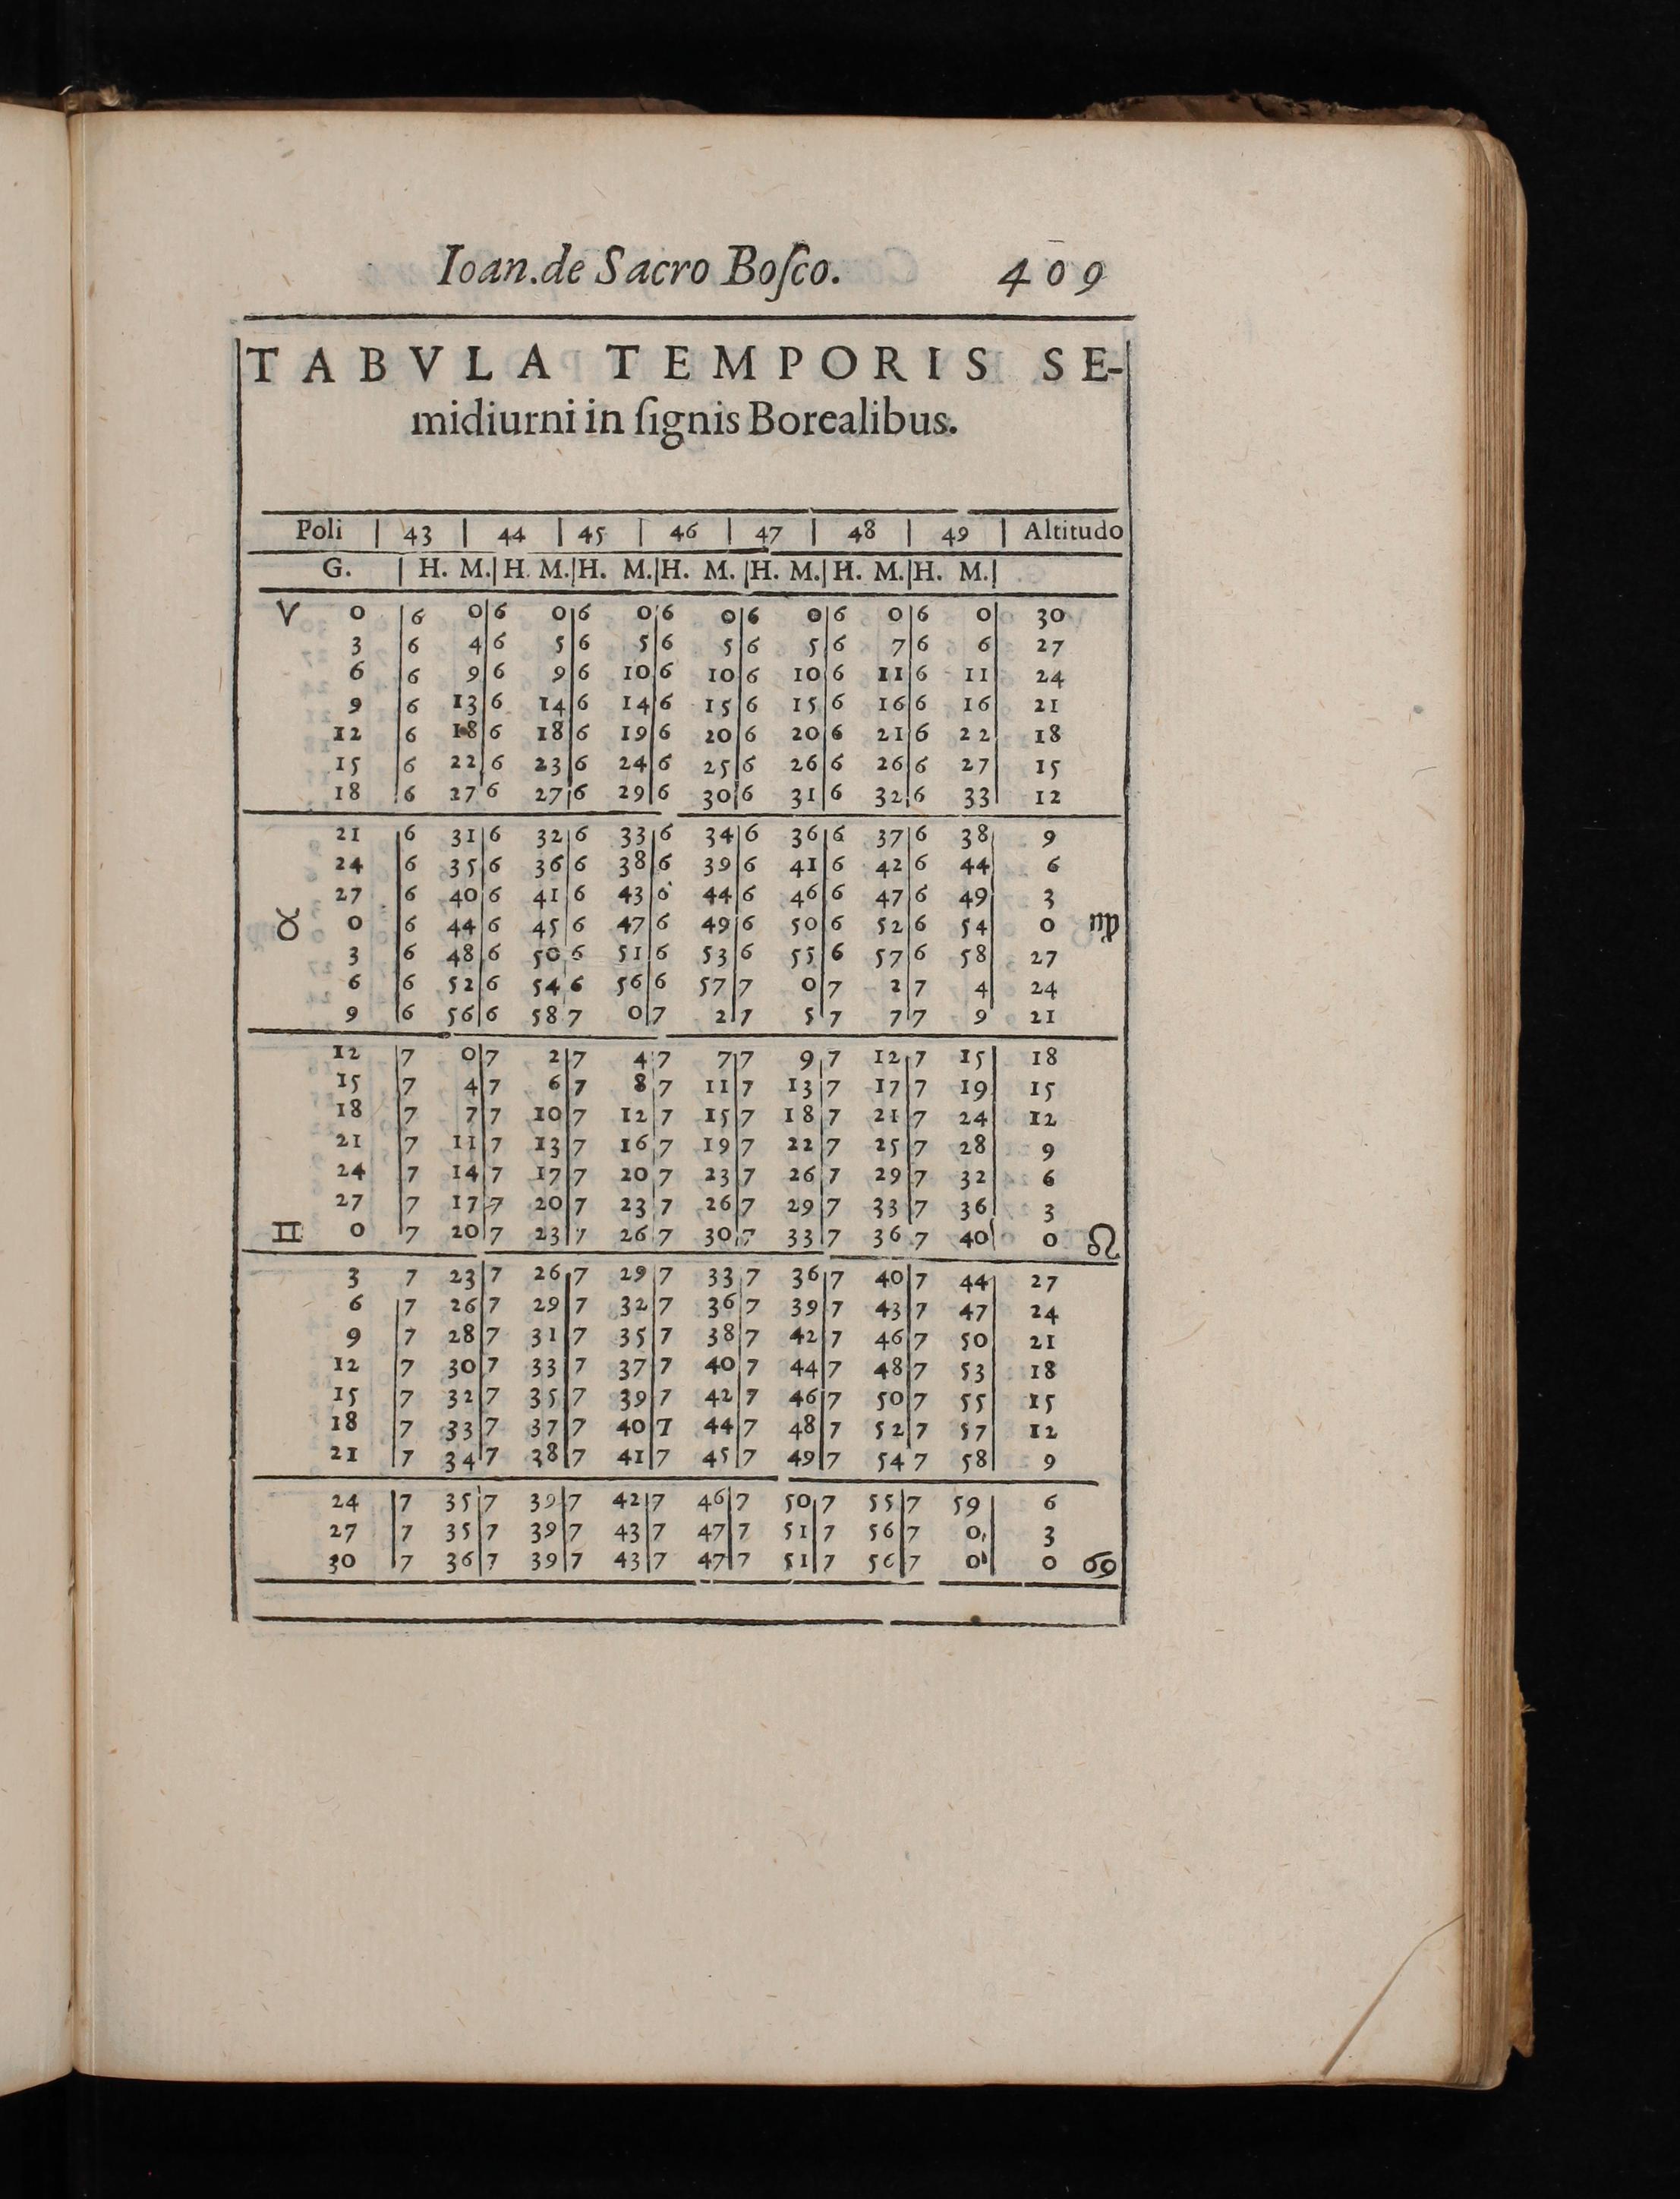 Ioan. de Sacro Boſco. 409
TABVLA TEMPORIS SE-
midiurni in ſignis Borealibus.
Poli | 43 | 44 | 45 | 46 | 47 | 48 | 49 | Altitudo
G. | H. M. | H. M. | H. M. | H. M. | H. M. | H. M. | H. M. |
♈ 0 | 6 0 | 6 0 | 6 0 | 6 0 | 6 0 | 6 0 | 6 0 | 30
3 | 6 4 | 6 5 | 6 5 | 6 5 | 6 5 | 6 7 | 6 6 | 27
6 | 6 9 | 6 9 | 6 10 | 6 10 | 6 10 | 6 11 | 6 11 | 24
9 | 6 13 | 6 14 | 6 14 | 6 15 | 6 15 | 6 16 | 6 16 | 21
12 | 6 18 | 6 18 | 6 19 | 6 20 | 6 20 | 6 21 | 6 22 | 18
15 | 6 22 | 6 23 | 6 24 | 6 25 | 6 26 | 6 26 | 6 27 | 15
18 | 6 27 | 6 27 | 6 29 | 6 30 | 6 31 | 6 32 | 6 33 | 12
21 | 6 31 | 6 32 | 6 33 | 6 34 | 6 36 | 6 37 | 6 38 | 9
24 | 6 35 | 6 36 | 6 38 | 6 39 | 6 41 | 6 42 | 6 44 | 6
27 | 6 40 | 6 41 | 6 43 | 6 44 | 6 46 | 6 47 | 6 49 | 3
♉ 0 | 6 44 | 6 45 | 6 47 | 6 49 | 6 50 | 6 52 | 6 54 | 0 ♍
3 | 6 48 | 6 50 | 6 51 | 6 53 | 6 55 | 6 57 | 6 58 | 27
6 | 6 52 | 6 54 | 6 56 | 6 57 | 7 0 | 7 2 | 7 4 | 24
9 | 6 56 | 6 58 | 7 0 | 7 2 | 7 5 | 7 7 | 7 9 | 21
12 | 7 0 | 7 2 | 7 4 | 7 7 | 7 9 | 7 12 | 7 15 | 18
15 | 7 4 | 7 6 | 7 8 | 7 11 | 7 13 | 7 17 | 7 19 | 15
18 | 7 7 | 7 10 | 7 12 | 7 15 | 7 18 | 7 21 | 7 24 | 12
21 | 7 11 | 7 13 | 7 16 | 7 19 | 7 22 | 7 25 | 7 28 | 9
24 | 7 14 | 7 17 | 7 20 | 7 23 | 7 26 | 7 29 | 7 32 | 6
27 | 7 17 | 7 20 | 7 23 | 7 26 | 7 29 | 7 33 | 7 36 | 3
♊ 0 | 7 20 | 7 23 | 7 26 | 7 30 | 7 33 | 7 36 | 7 40 | 0 ♌
3 | 7 23 | 7 26 | 7 29 | 7 33 | 7 36 | 7 40 | 7 44 | 27
6 | 7 26 | 7 29 | 7 32 | 7 36 | 7 39 | 7 43 | 7 47 | 24
9 | 7 28 | 7 31 | 7 35 | 7 38 | 7 42 | 7 46 | 7 50 | 21
12 | 7 30 | 7 33 | 7 37 | 7 40 | 7 44 | 7 48 | 7 53 | 18
15 | 7 32 | 7 35 | 7 39 | 7 42 | 7 46 | 7 50 | 7 55 | 15
18 | 7 33 | 7 37 | 7 40 | 7 44 | 7 48 | 7 52 | 7 57 | 12
21 | 7 34 | 7 38 | 7 41 | 7 45 | 7 49 | 7 54 | 7 58 | 9
24 | 7 35 | 7 39 | 7 42 | 7 46 | 7 50 | 7 55 | 7 59 | 6
27 | 7 35 | 7 39 | 7 43 | 7 47 | 7 51 | 7 56 | 7 0 | 3
30 | 7 36 | 7 39 | 7 43 | 7 47 | 7 51 | 7 56 | 7 0 | 0 ♋